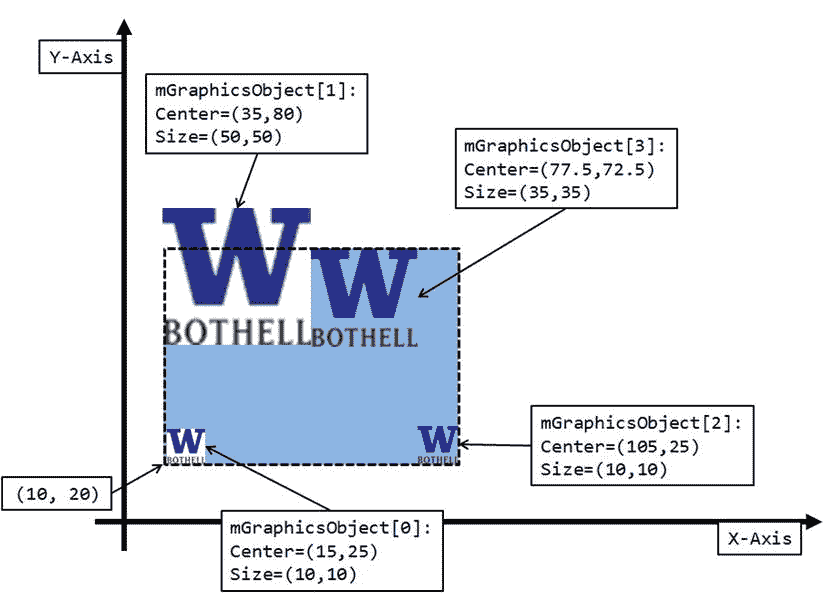 Y-Axis
mGraphicsObject[1]:
Center=(35,80)
Size=(50,50)
mGraphicsObject[3]:
Center=(77.5,72.5)
Size=(35,35)
W
BOTHELL
W
BOTHELL
mGraphicsObject[2]:
Center=(105,25)
Size=(10,10)
W
BOTHELL
W
BOTHELL
(10, 20)
mGraphicsObject[0]:
Center=(15,25)
Size=(10,10)
X-Axis